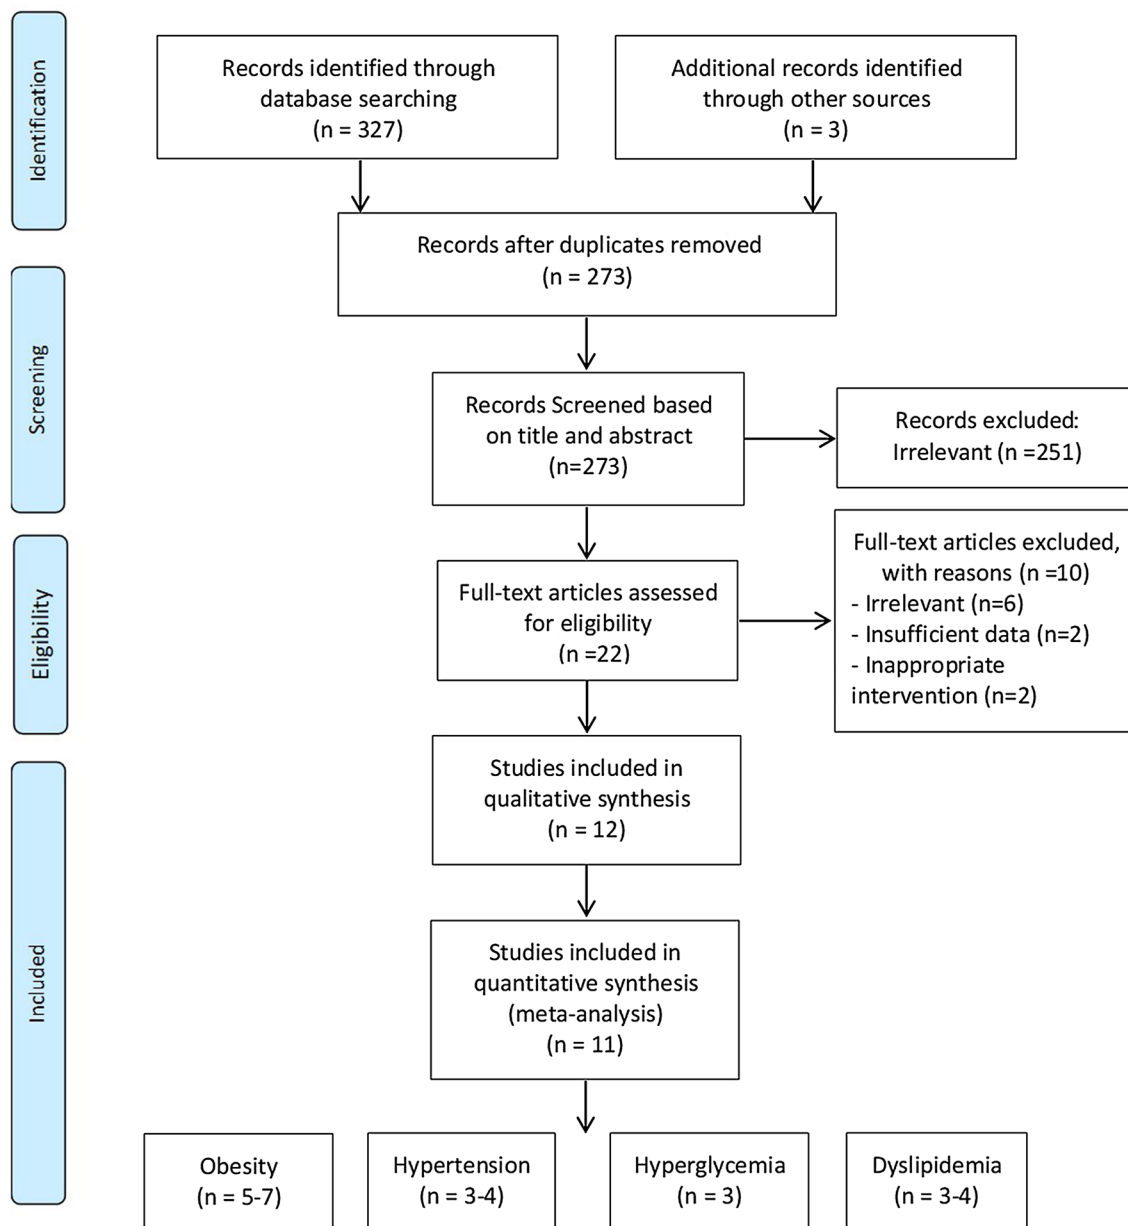 Identification
Records identified through
database searching
(n = 327)
Additional records identified
through other sources
(n = 3)
Records after duplicates removed
(n = 273)
Screening
Records Screened based
on title and abstract
(n=273)
Records excluded:
Irrelevant (n =251)
Eligibility
Full-text articles assessed
for eligibility
(n =22)
Full-text articles excluded,
with reasons (n =10)
- Irrelevant (n=6)
- Insufficient data (n=2)
- Inappropriate
intervention (n=2)
Included
Studies included in
qualitative synthesis
(n = 12)
Studies included in
quantitative synthesis
(meta-analysis)
(n = 11)
Obesity
(n = 5-7)
Hypertension
(n = 3-4)
Hyperglycemia
(n = 3)
Dyslipidemia
(n = 3-4)